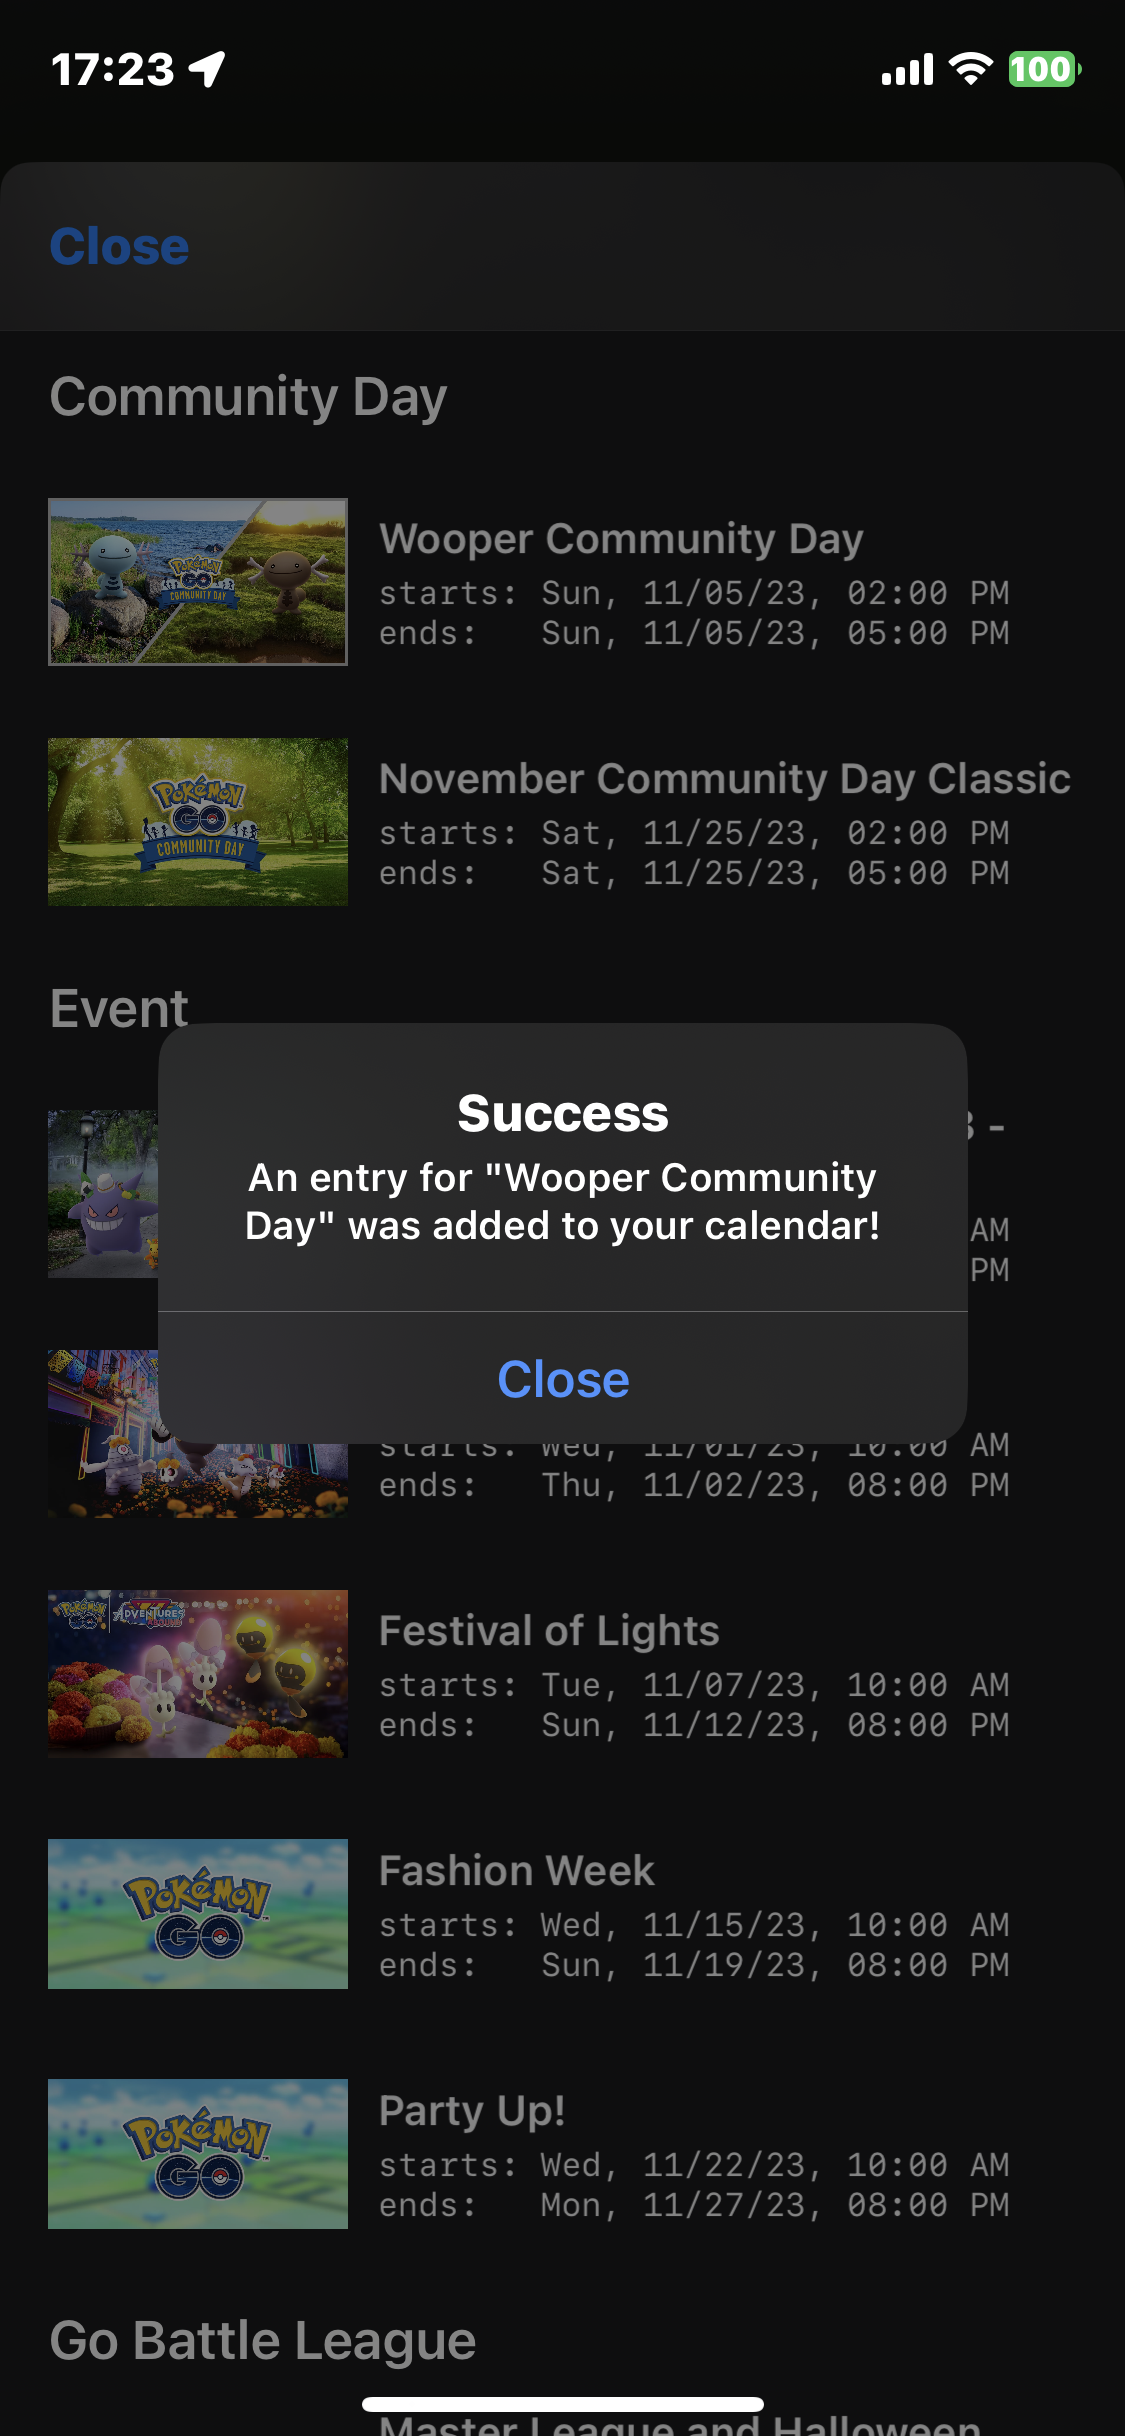 17:23
100
Close
Community Day
Pokémon
GO
COMMUNITY DAY
Wooper Community Day
starts: Sun, 11/05/23, 02:00 PM
ends: Sun, 11/05/23, 05:00 PM
Pokémon
GO
COMMUNITY DAY
November Community Day Classic
starts: Sat, 11/25/23, 02:00 PM
ends: Sat, 11/25/23, 05:00 PM
Event
-
AM
PM
Success
An entry for "Wooper Community
Day" was added to your calendar!
Close
starts: Wed, 11/01/23, 10:00 AM
ends: Thu, 11/02/23, 08:00 PM
Pokémon
GO
ADVENTURES
Festival of Lights
starts: Tue, 11/07/23, 10:00 AM
ends: Sun, 11/12/23, 08:00 PM
Pokémon
GO
Fashion Week
starts: Wed, 11/15/23, 10:00 AM
ends: Sun, 11/19/23, 08:00 PM
Pokémon
GO
Party Up!
starts: Wed, 11/22/23, 10:00 AM
ends: Mon, 11/27/23, 08:00 PM
Go Battle League
Master League and Halloween